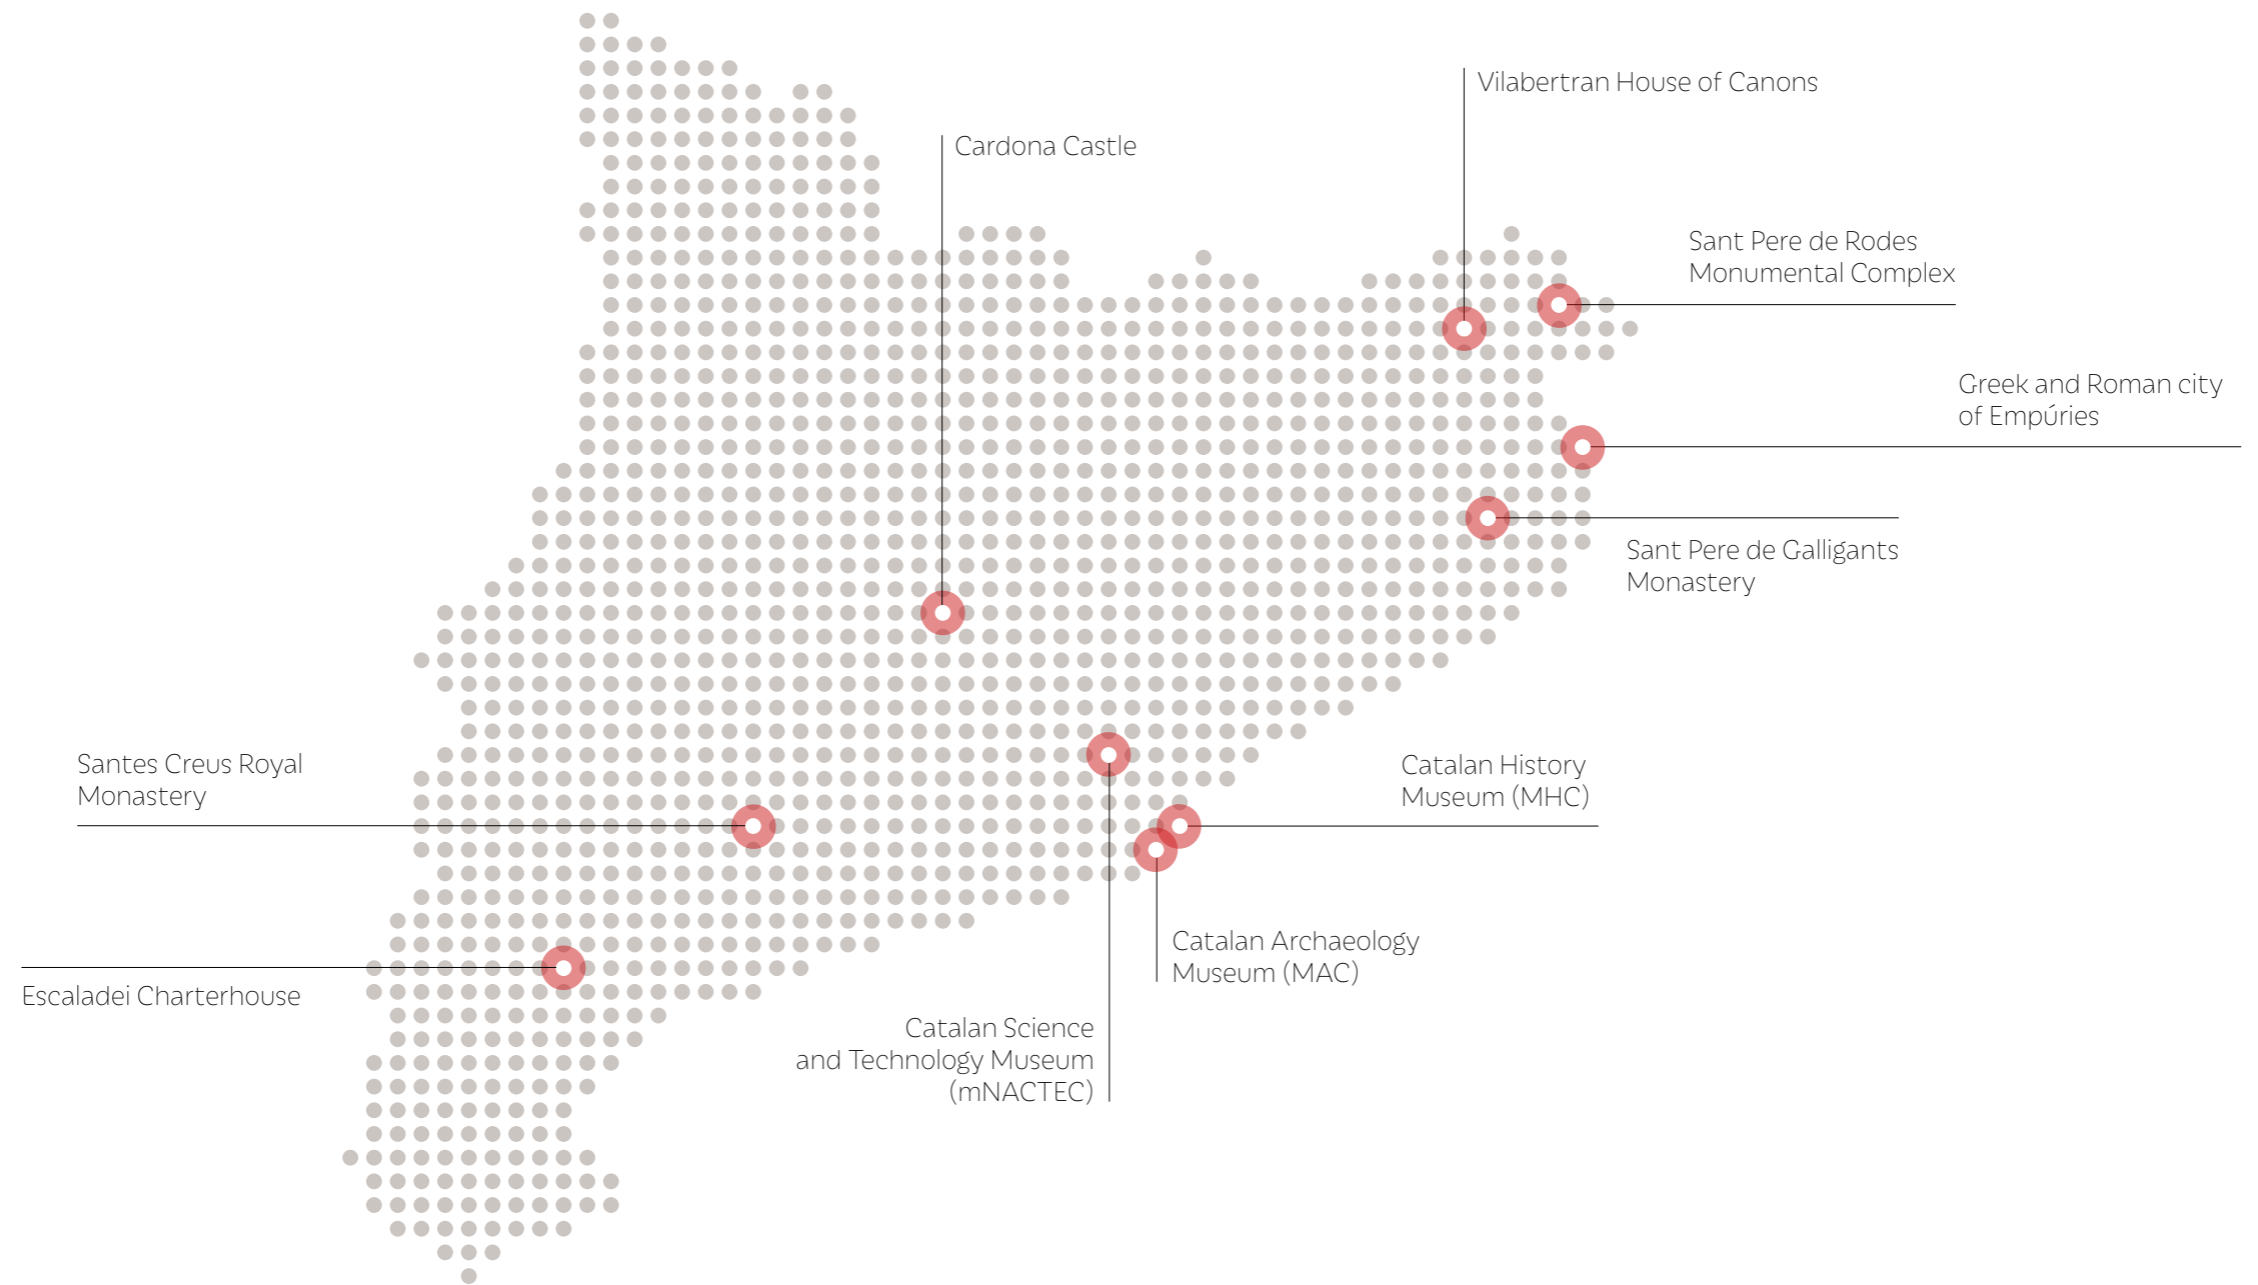 Vilabertran House of Canons
Cardona Castle
Sant Pere de Rodes
Monumental Complex
Greek and Roman city
of Empúries
Sant Pere de Galligants
Monastery
Santes Creus Royal
Monastery
Catalan History
Museum (MHC)
Catalan Archaeology
Museum (MAC)
Escaladei Charterhouse
Catalan Science
and Technology Museum
(mNACTEC)